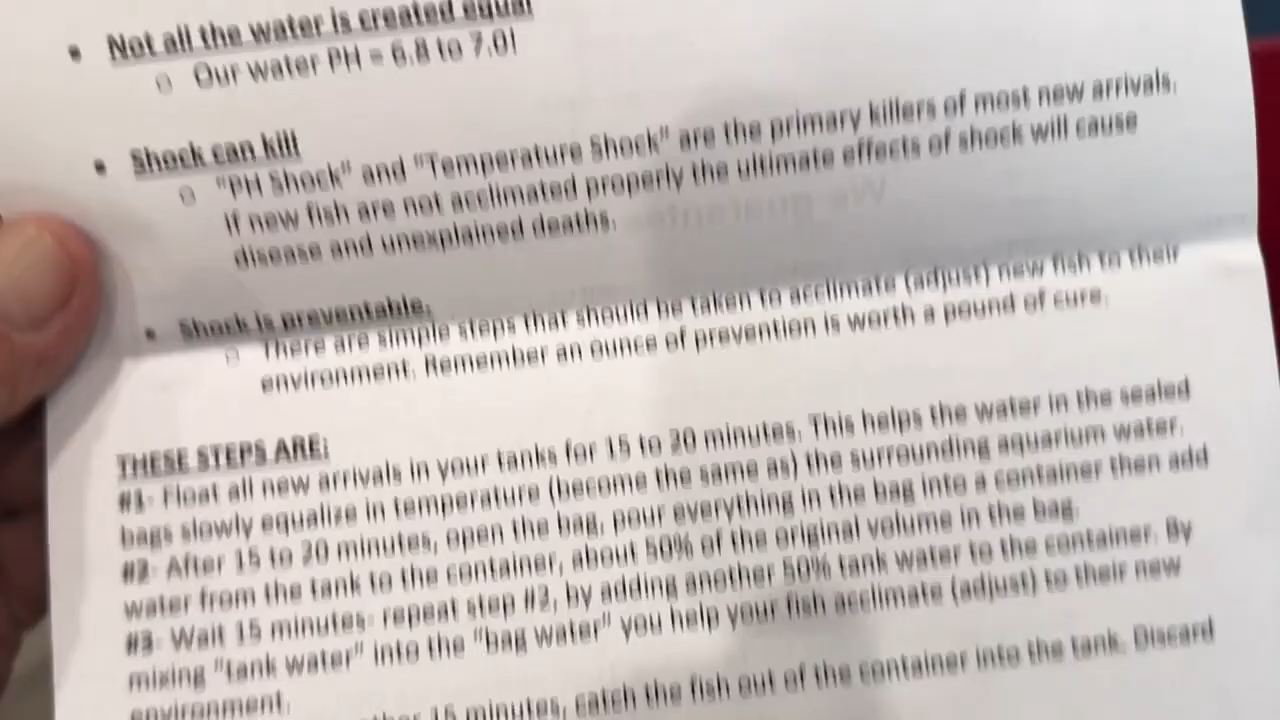 • Not all the water is created equal
o Our water PH = 6.8 to 7.0!
• Shock can kill
o "PH Shock" and "Temperature Shock" are the primary killers of most new arrivals.
If new fish are not acclimated properly the ultimate effects of shock will cause
disease and unexplained deaths.
• Shock is preventable.
o There are simple steps that should be taken to acclimate (adjust) new fish to their
environment. Remember an ounce of prevention is worth a pound of cure.
THESE STEPS ARE:
#1- Float all new arrivals in your tanks for 15 to 20 minutes. This helps the water in the sealed
bags slowly equalize in temperature (become the same as) the surrounding aquarium water.
#2- After 15 to 20 minutes, open the bag, pour everything in the bag into a container then add
water from the tank to the container, about 50% of the original volume in the bag.
#3- Wait 15 minutes- repeat step #2, by adding another 50% tank water to the container. By
mixing "tank water" into the "bag water" you help your fish acclimate (adjust) to their new
environment.
15 minutes, catch the fish out of the container into the tank. Discard